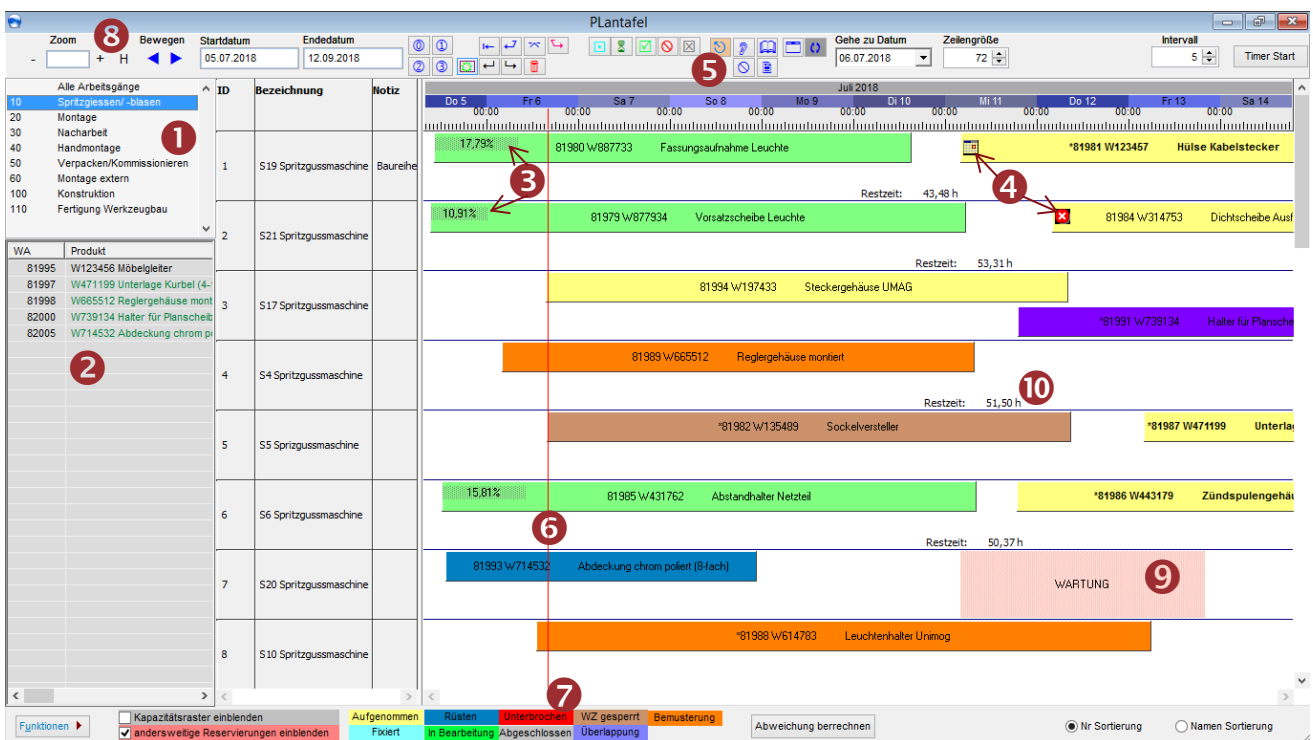 PLantafel
Zoom 8 Bewegen Startdatum Endedatum Gehe zu Datum Zeilengröße Intervall
- + H 05.07.2018 12.09.2018 0 1 2 3 5 06.07.2018 72 5 Timer Start
Alle Arbeitsgänge
10 Spritzgiessen/ -blasen
20 Montage
30 Nacharbeit
40 Handmontage
50 Verpacken/Kommissionieren
60 Montage extern
100 Konstruktion
110 Fertigung Werkzeugbau
1
WA Produkt
81995 W123456 Möbelgleiter
81997 W471199 Unterlage Kurbel (4-
81998 W665512 Reglergehäuse mont
82000 W739134 Halter für Planscheib
82005 W714532 Abdeckung chrom po
2
ID Bezeichnung Notiz
Juli 2018
Do 5 Fr 6 Sa 7 So 8 Mo 9 Di 10 Mi 11 Do 12 Fr 13 Sa 14
00:00 00:00 00:00 00:00 00:00 00:00 00:00 00:00 00:00
1 S19 Spritzgussmaschine Baureihe
17,79% 81980 W887733 Fassungsaufnahme Leuchte *81981 W123457 Hülse Kabelstecker
3 4
Restzeit: 43,48 h
2 S21 Spritzgussmaschine
10,91% 81979 W877934 Vorsatzscheibe Leuchte 81984 W314753 Dichtscheibe Ausf
Restzeit: 53,31 h
3 S17 Spritzgussmaschine
81994 W197433 Steckergehäuse UMAG
*81991 W739134 Halter für Plansche
4 S4 Spritzgussmaschine
81989 W665512 Reglergehäuse montiert
Restzeit: 51,50 h 10
5 S5 Sprizgussmaschine
*81982 W135489 Sockelversteller *81987 W471199 Unterlag
6 S6 Spritzgussmaschine
15,81% 81985 W431762 Abstandhalter Netzteil *81986 W443179 Zündspulengehäu
6
Restzeit: 50,37 h
7 S20 Spritzgussmaschine
81993 W714532 Abdeckung chrom poliert (8-fach) WARTUNG 9
8 S10 Spritzgussmaschine
*81988 W614783 Leuchtenhalter Unimog
7
Funktionen
Kapazitätsraster einblenden
andersweitige Reservierungen einblenden
Aufgenommen Rüsten Unterbrochen WZ gesperrt Bemusterung
Fixiert In Bearbeitung Abgeschlossen Überlappung
Abweichung berrechnen
Nr Sortierung Namen Sortierung